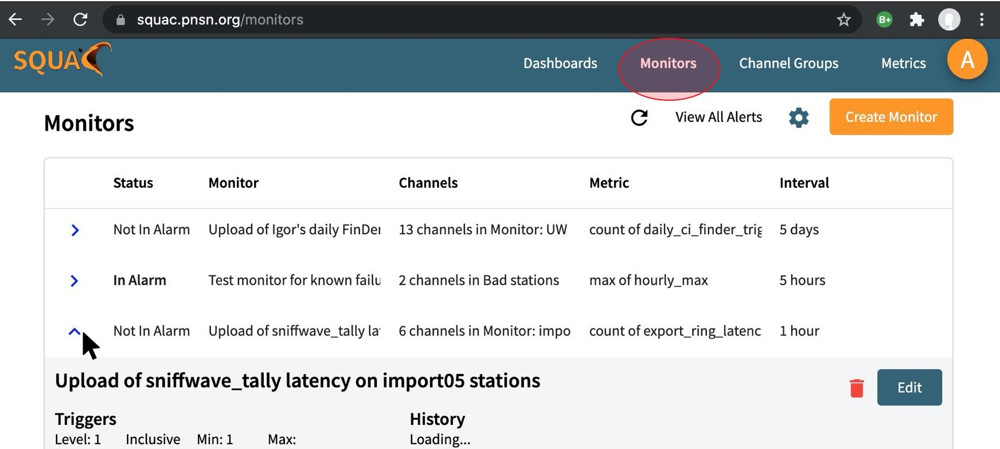 squac.pnsn.org/monitors
B+
SQUAC
Dashboards Monitors Channel Groups Metrics A
Monitors View All Alerts Create Monitor
Status Monitor Channels Metric Interval
Not In Alarm Upload of Igor's daily FinDer 13 channels in Monitor: UW count of daily_ci_finder_trig 5 days
In Alarm Test monitor for known failu 2 channels in Bad stations max of hourly_max 5 hours
Not In Alarm Upload of sniffwave_tally la 6 channels in Monitor: impo count of export_ring_latenc 1 hour
Upload of sniffwave_tally latency on import05 stations Edit
Triggers History
Level: 1 Inclusive Min: 1 Max: Loading...